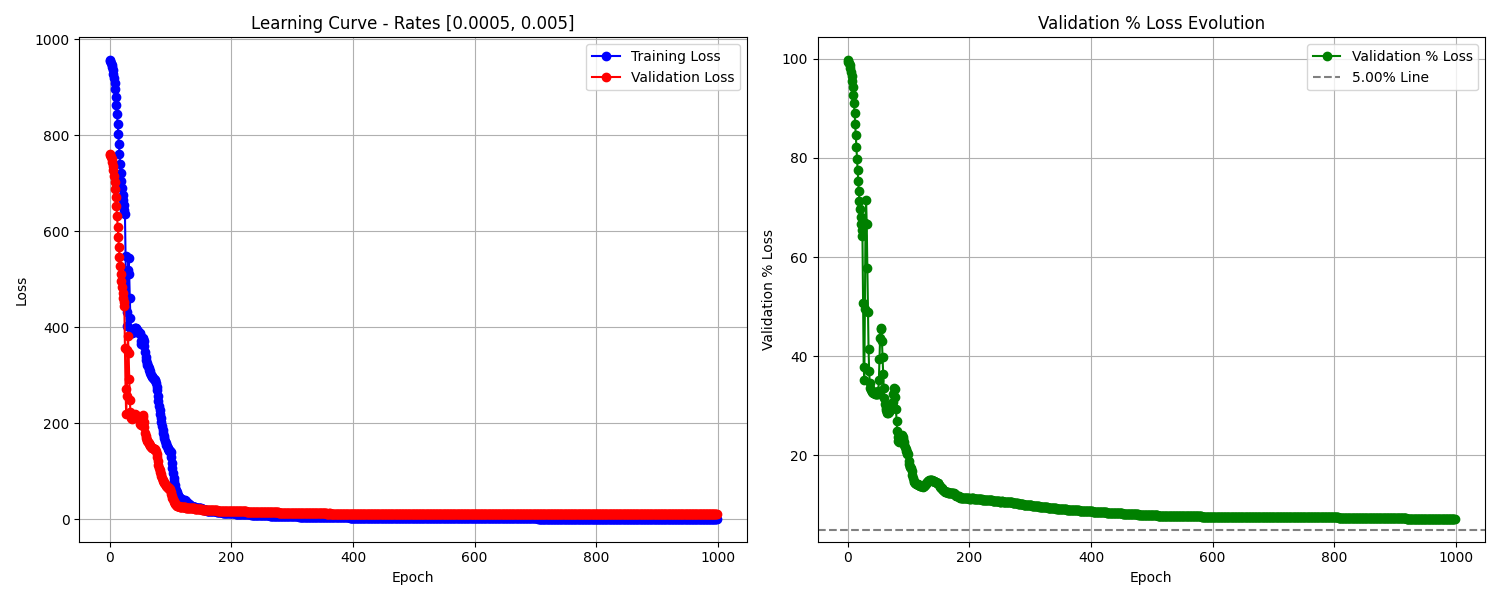 Learning Curve - Rates [0.0005, 0.005]
1000
800
600
400
200
0
Loss
0
200
400
600
800
1000
Epoch
Training Loss
Validation Loss
Validation % Loss Evolution
100
80
60
40
20
Validation % Loss
0
200
400
600
800
1000
Epoch
Validation % Loss
5.00% Line